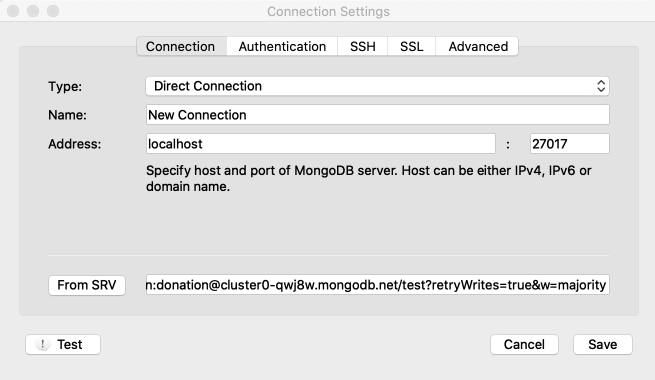 Connection Settings
Connection Authentication SSH SSL Advanced
Type: Direct Connection
Name: New Connection
Address: localhost : 27017
Specify host and port of MongoDB server. Host can be either IPv4, IPv6 or
domain name.
From SRV n:donation@cluster0-qwj8w.mongodb.net/test?retryWrites=true&w=majority
! Test Cancel Save